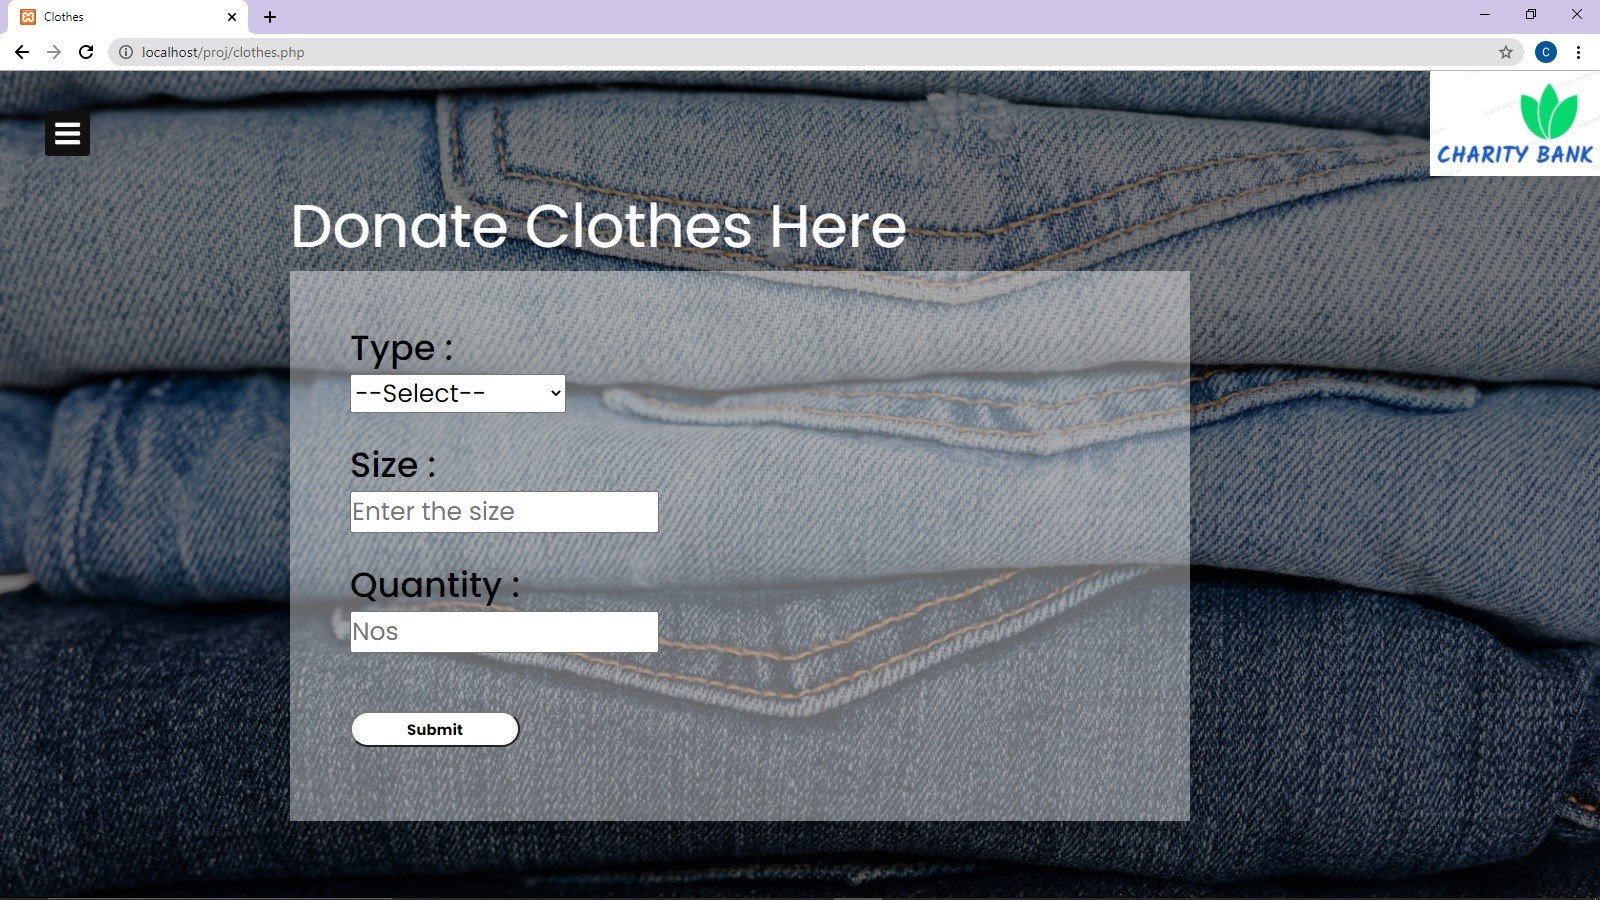 Clothes
localhost/proj/clothes.php
C
CHARITY BANK
Donate Clothes Here
Type :
--Select--
Size :
Enter the size
Quantity :
Nos
Submit